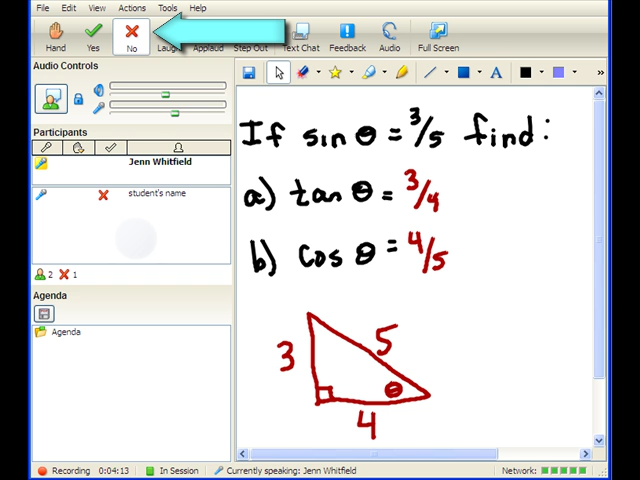 File Edit View Actions Tools Help
Hand Yes No Laugh Applaud Step Out Text Chat Feedback Audio Full Screen
Audio Controls
A
»
Participants
Jenn Whitfield
student's name
2 1
Agenda
Agenda
If sin θ = 3/5 find:
a) tan θ = 3/4
b) cos θ = 4/5
3
5
θ
4
Recording 0:04:13 In Session Currently speaking: Jenn Whitfield Network: